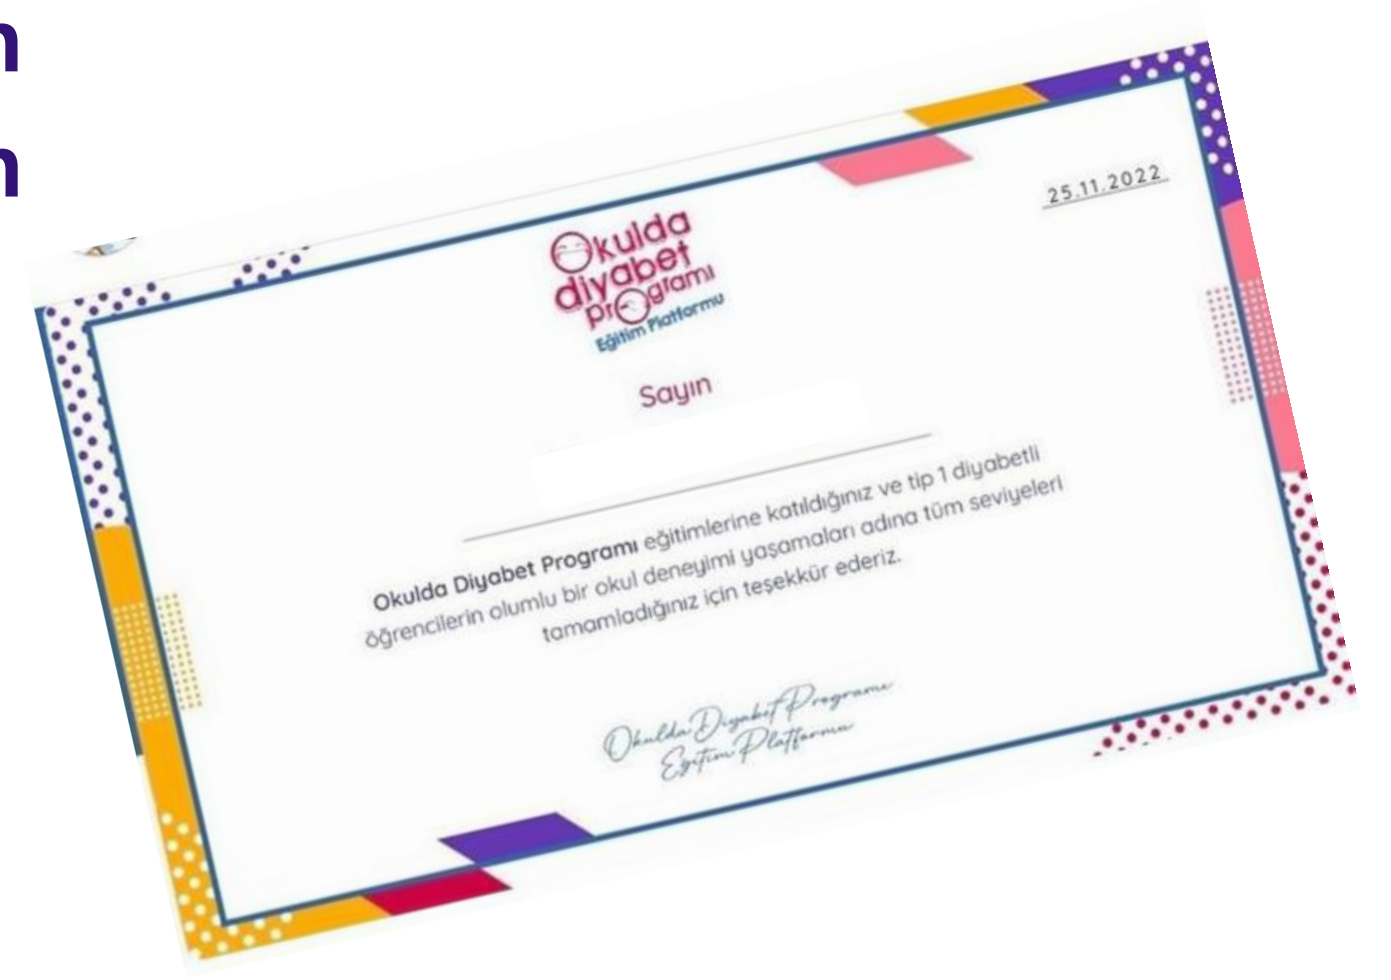 n
n
25.11.2022
Okulda
diyabet
programı
Eğitim Platformu
Sayın
Okulda Diyabet Programı eğitimlerine katıldığınız ve tip 1 diyabetli
öğrencilerin olumlu bir okul deneyimi yaşamaları adına tüm seviyeleri
tamamladığınız için teşekkür ederiz.
Okulda Diyabet Programı
Eğitim Platformu